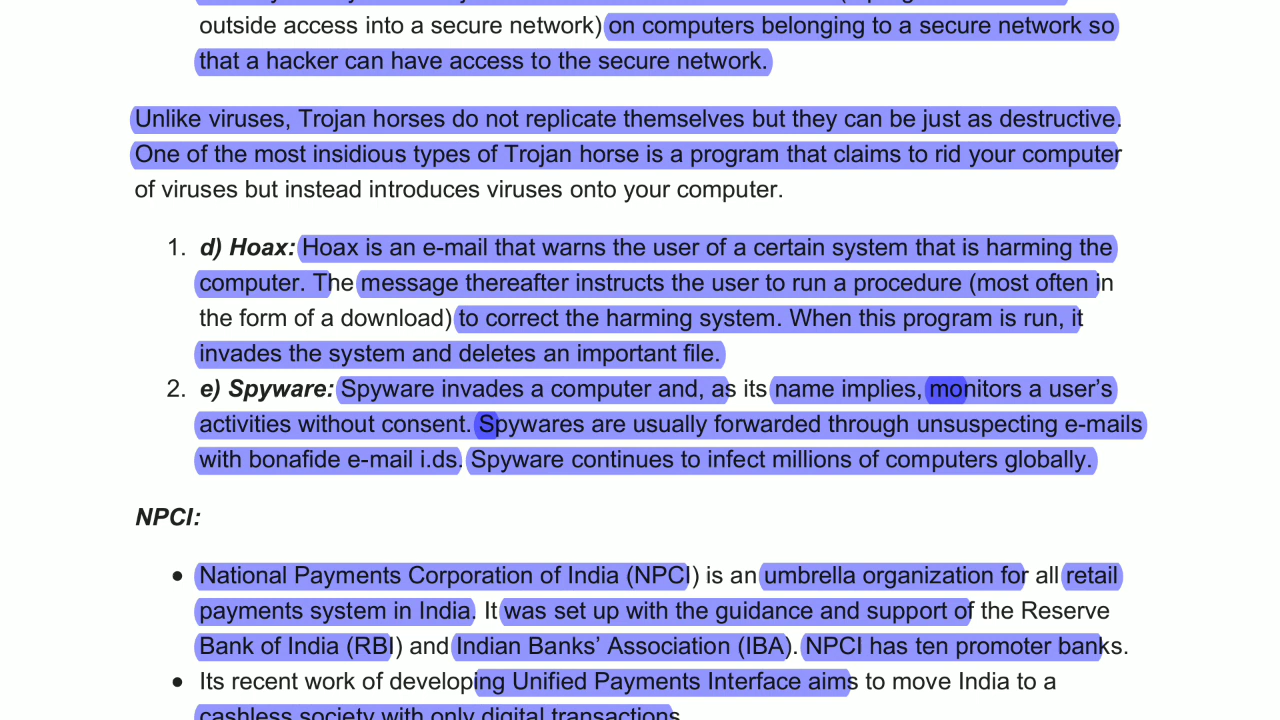 outside access into a secure network) on computers belonging to a secure network so
that a hacker can have access to the secure network.
Unlike viruses, Trojan horses do not replicate themselves but they can be just as destructive.
One of the most insidious types of Trojan horse is a program that claims to rid your computer
of viruses but instead introduces viruses onto your computer.
1. d) Hoax: Hoax is an e-mail that warns the user of a certain system that is harming the
computer. The message thereafter instructs the user to run a procedure (most often in
the form of a download) to correct the harming system. When this program is run, it
invades the system and deletes an important file.
2. e) Spyware: Spyware invades a computer and, as its name implies, monitors a user’s
activities without consent. Spywares are usually forwarded through unsuspecting e-mails
with bonafide e-mail i.ds. Spyware continues to infect millions of computers globally.
NPCI:
● National Payments Corporation of India (NPCI) is an umbrella organization for all retail
payments system in India. It was set up with the guidance and support of the Reserve
Bank of India (RBI) and Indian Banks’ Association (IBA). NPCI has ten promoter banks.
● Its recent work of developing Unified Payments Interface aims to move India to a
cashless society with only digital transactions.